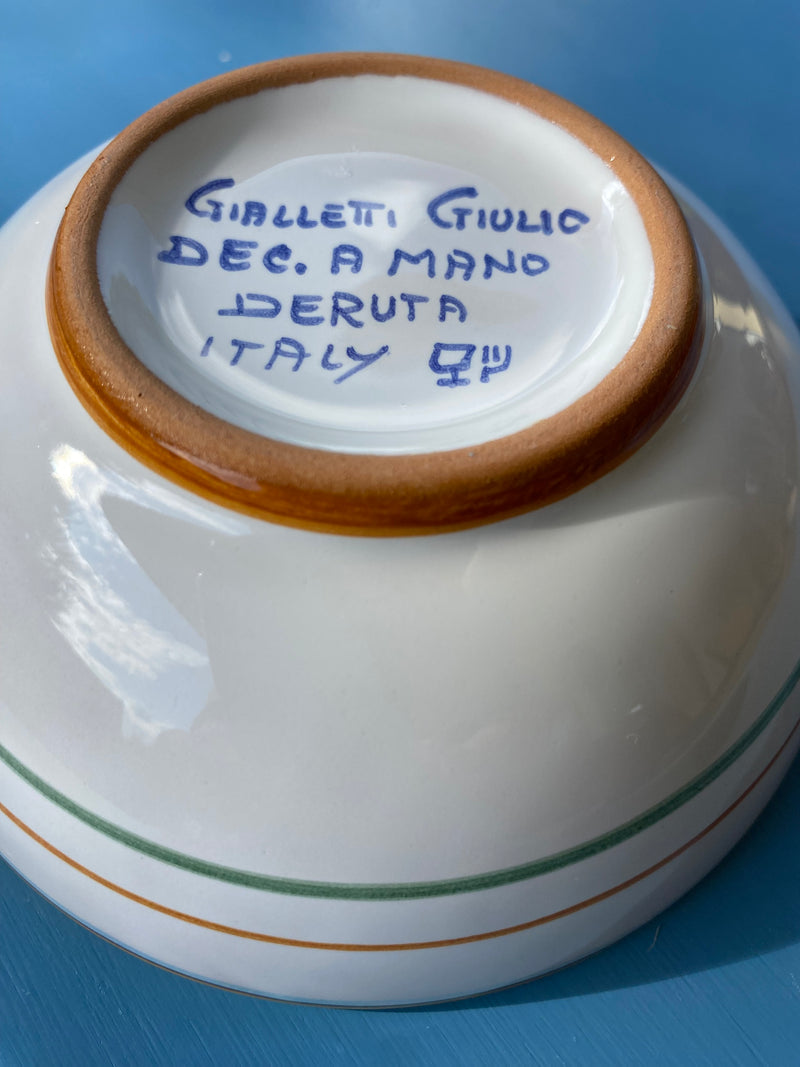 GIALLETTI GIULIO
DEC. A MANO
DERUTA
ITALY